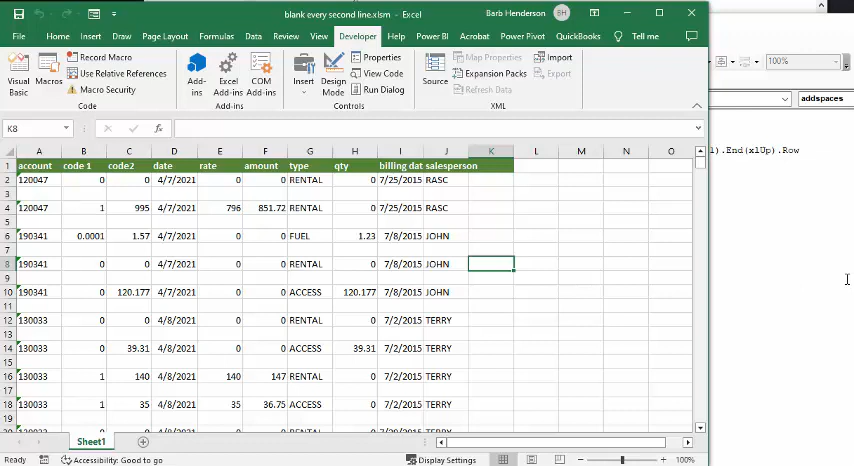 blank every second line.xlsm - Excel
Barb Henderson BH
File Home Insert Draw Page Layout Formulas Data Review View Developer Help Power BI Acrobat Power Pivot QuickBooks Tell me
Visual Basic
Macros
Record Macro
Use Relative References
Macro Security
Code
Add-ins
Excel Add-ins
COM Add-ins
Add-ins
Insert
Design Mode
Properties
View Code
Run Dialog
Controls
Source
Map Properties
Expansion Packs
Refresh Data
Import
Export
XML
100%
addspaces
1).End(xlUp).Row
K8 fx
A B C D E F G H I J K L M N O
1 account code 1 code2 date rate amount type qty billing dat salesperson
2 120047 0 0 4/7/2021 0 0 RENTAL 0 7/25/2015 RASC
3
4 120047 1 995 4/7/2021 796 851.72 RENTAL 0 7/25/2015 RASC
5
6 190341 0.0001 1.57 4/7/2021 0 0 FUEL 1.23 7/8/2015 JOHN
7
8 190341 0 0 4/7/2021 0 0 RENTAL 0 7/8/2015 JOHN
9
10 190341 0 120.177 4/7/2021 0 0 ACCESS 120.177 7/8/2015 JOHN
11
12 130033 0 0 4/8/2021 0 0 RENTAL 0 7/2/2015 TERRY
13
14 130033 0 39.31 4/8/2021 0 0 ACCESS 39.31 7/2/2015 TERRY
15
16 130033 1 140 4/8/2021 140 147 RENTAL 0 7/2/2015 TERRY
17
18 130033 1 35 4/8/2021 35 36.75 ACCESS 0 7/2/2015 TERRY
19
Sheet1
Ready Accessibility: Good to go Display Settings 100%